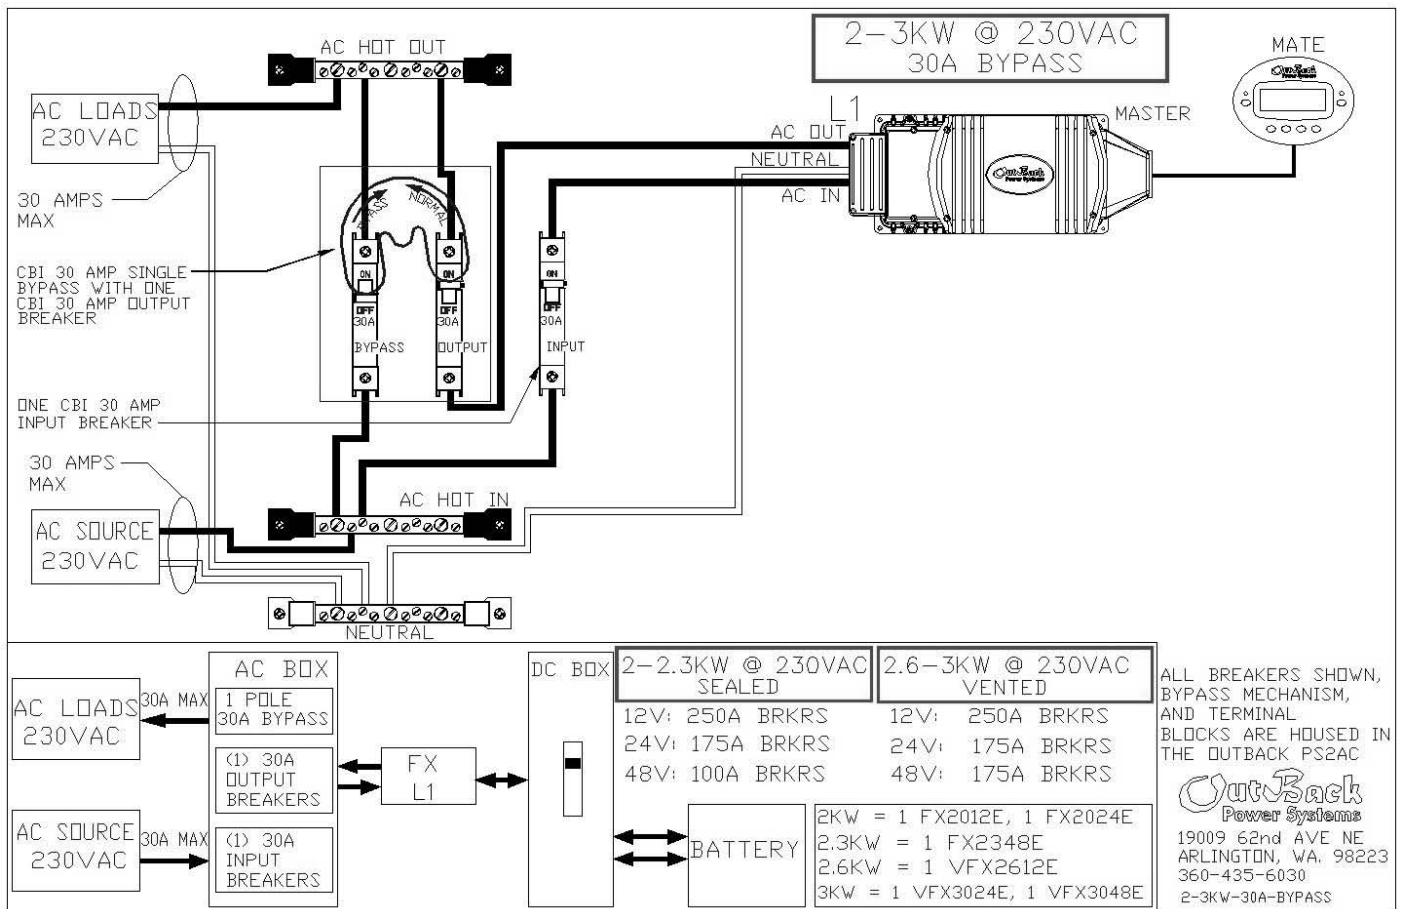 2-3KW @ 230VAC
30A BYPASS
MATE
OutBack
Power Systems
AC HOT OUT
AC LOADS
230VAC
L1
MASTER
AC OUT
NEUTRAL
AC IN
OutBack
Power Systems
30 AMPS
MAX
BYPASS
NORMAL
CBI 30 AMP SINGLE
BYPASS WITH ONE
CBI 30 AMP OUTPUT
BREAKER
ON
OFF
30A
BYPASS
ON
OFF
30A
OUTPUT
ON
OFF
30A
INPUT
ONE CBI 30 AMP
INPUT BREAKER
30 AMPS
MAX
AC HOT IN
AC SOURCE
230VAC
NEUTRAL
AC LOADS
230VAC
30A MAX
AC BOX
1 POLE
30A BYPASS
(1) 30A
OUTPUT
BREAKERS
AC SOURCE
230VAC
30A MAX
(1) 30A
INPUT
BREAKERS
FX
L1
DC BOX
BATTERY
2-2.3KW @ 230VAC
SEALED
12V: 250A BRKRS
24V: 175A BRKRS
48V: 100A BRKRS
2.6-3KW @ 230VAC
VENTED
12V: 250A BRKRS
24V: 175A BRKRS
48V: 175A BRKRS
2KW = 1 FX2012E, 1 FX2024E
2.3KW = 1 FX2348E
2.6KW = 1 VFX2612E
3KW = 1 VFX3024E, 1 VFX3048E
ALL BREAKERS SHOWN,
BYPASS MECHANISM,
AND TERMINAL
BLOCKS ARE HOUSED IN
THE OUTBACK PS2AC
OutBack
Power Systems
19009 62nd AVE NE
ARLINGTON, WA. 98223
360-435-6030
2-3KW-30A-BYPASS